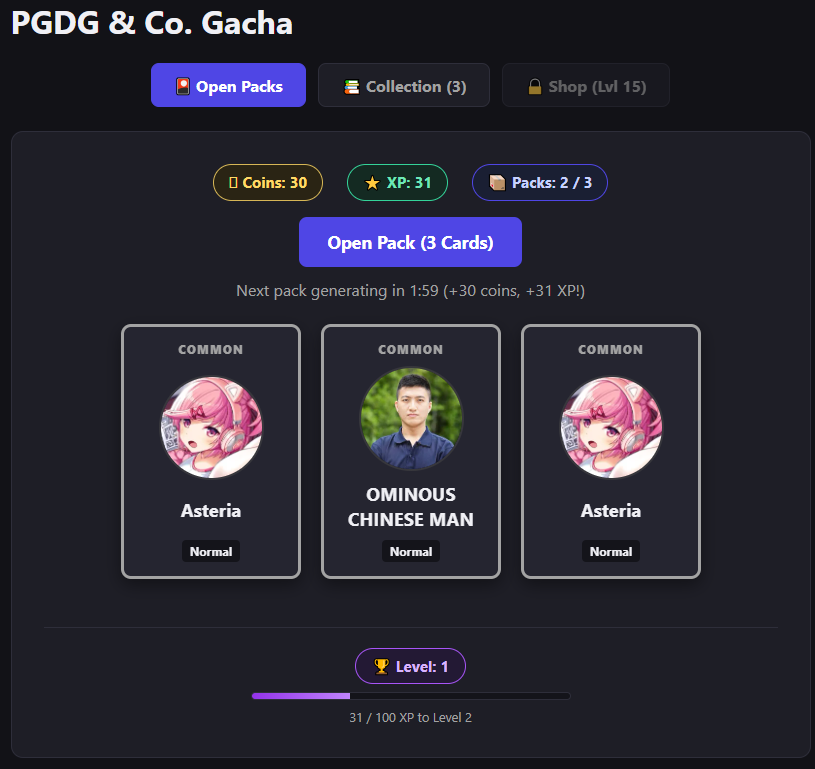 PGDG & Co. Gacha
Open Packs
Collection (3)
Shop (Lvl 15)
Coins: 30
XP: 31
Packs: 2 / 3
Open Pack (3 Cards)
Next pack generating in 1:59 (+30 coins, +31 XP!)
COMMON
Asteria
Normal
COMMON
OMINOUS
CHINESE MAN
Normal
COMMON
Asteria
Normal
Level: 1
31 / 100 XP to Level 2